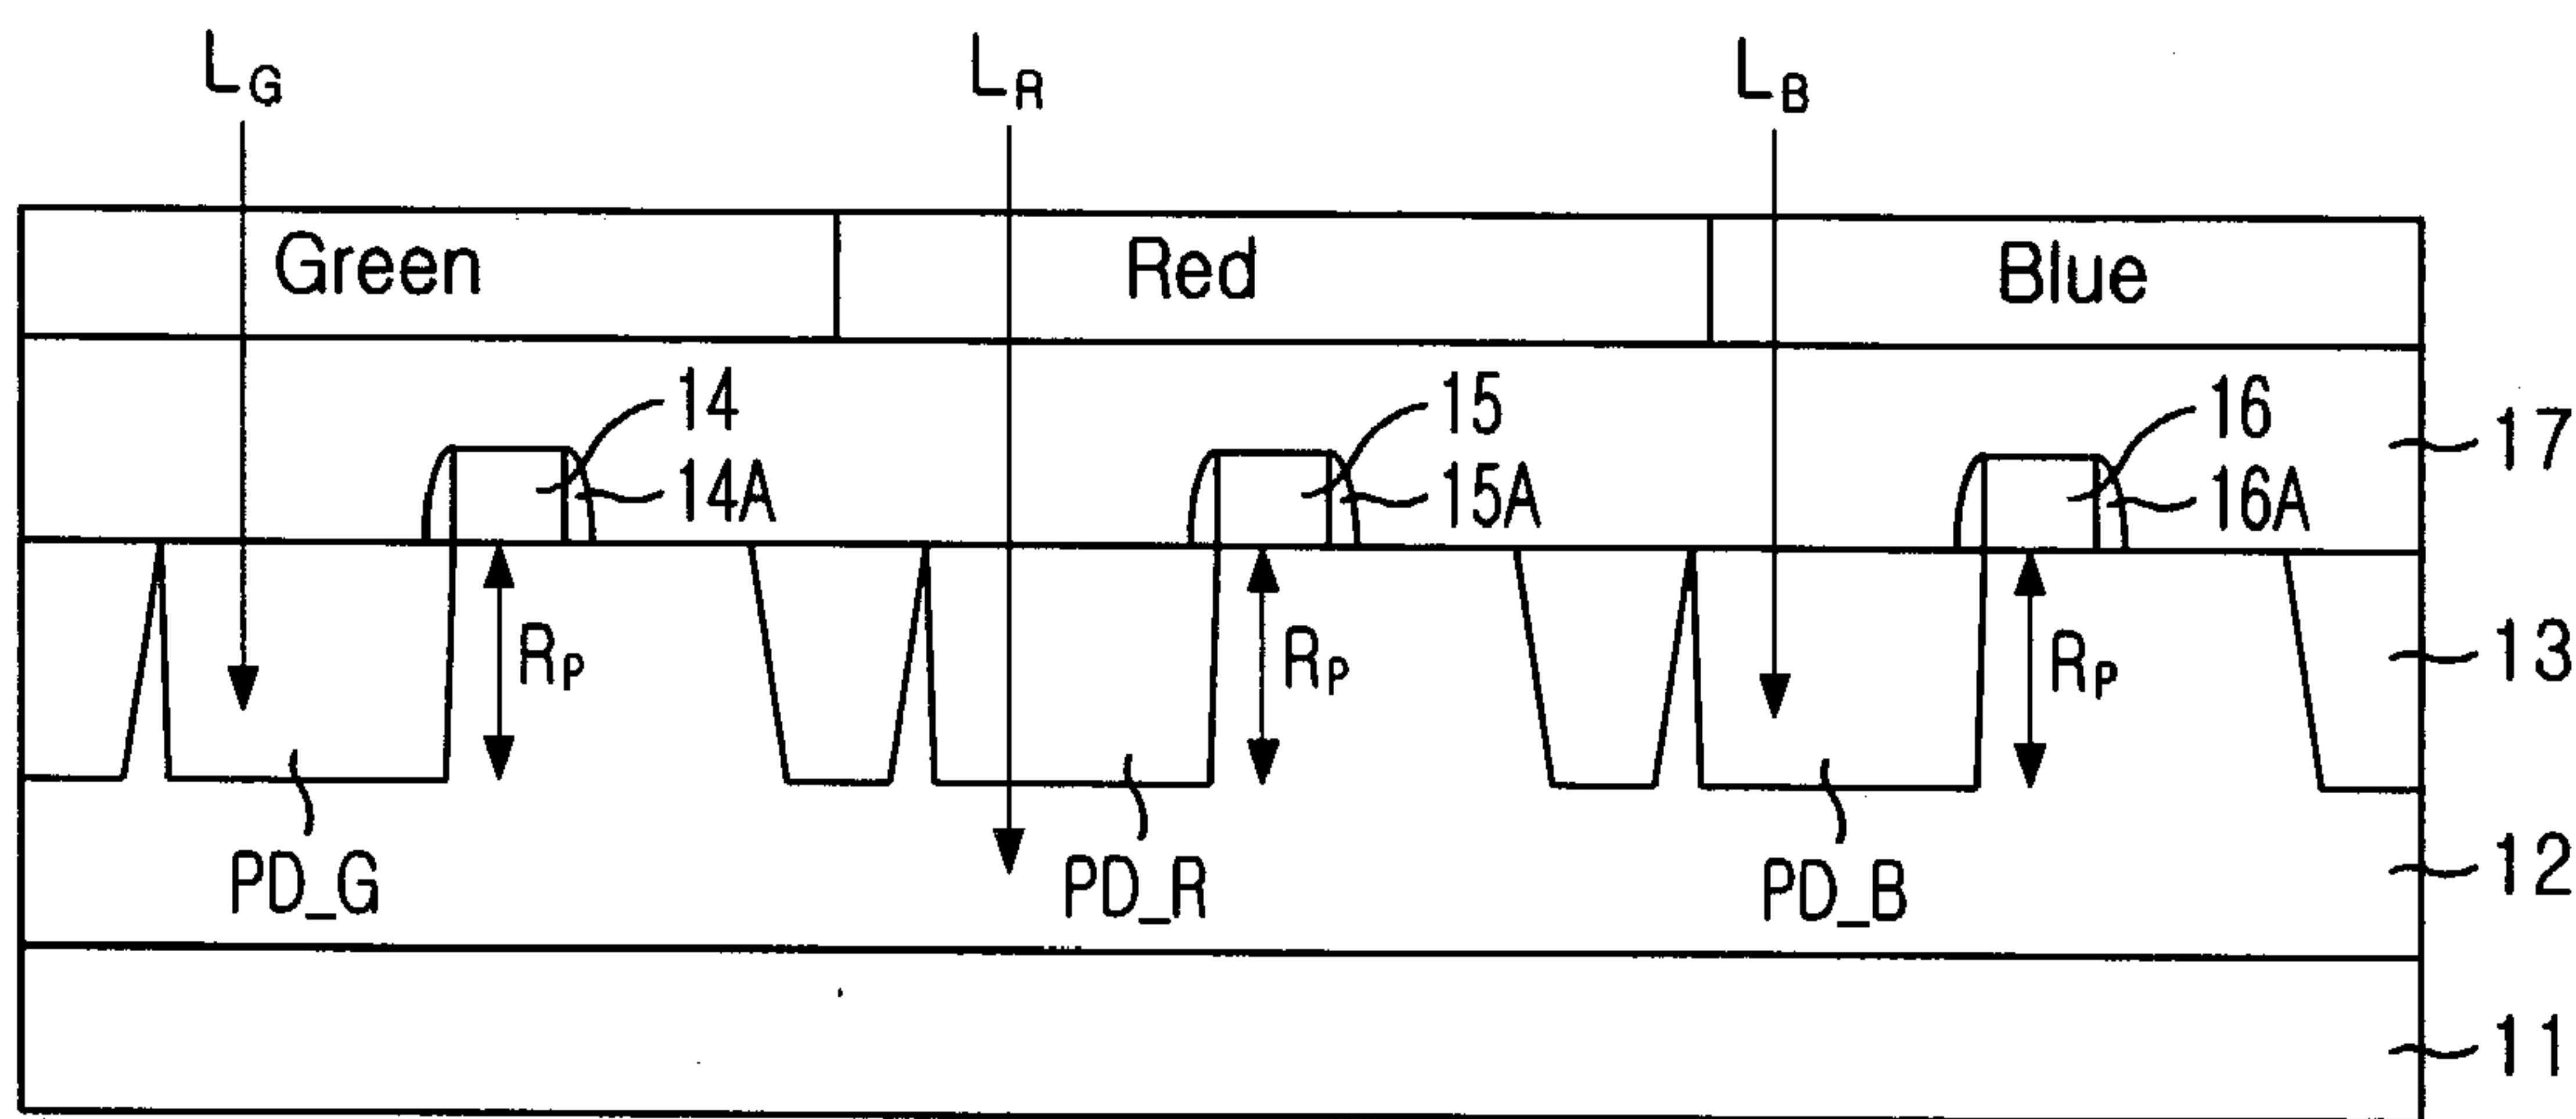 LG LR LB
Green Red Blue
14 15 16 17
14A 15A 16A
RP RP RP 13
PD_G PD_R PD_B 12
11